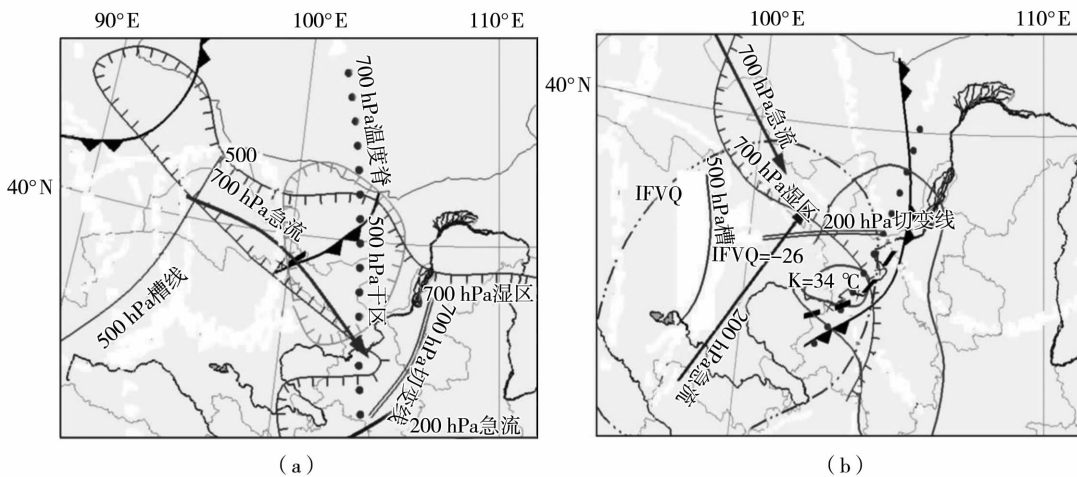 90°E
100°E
110°E
40°N
500
700 hPa温度脊
700 hPa急流
500 hPa干区
500 hPa槽线
700 hPa湿区
700 hPa切变线
200 hPa急流
(a)
100°E
110°E
40°N
700 hPa急流
700 hPa湿区
IFVQ
500 hPa槽
200 hPa切变线
IFVQ=-26
K=34 ℃
200 hPa急流
(b)